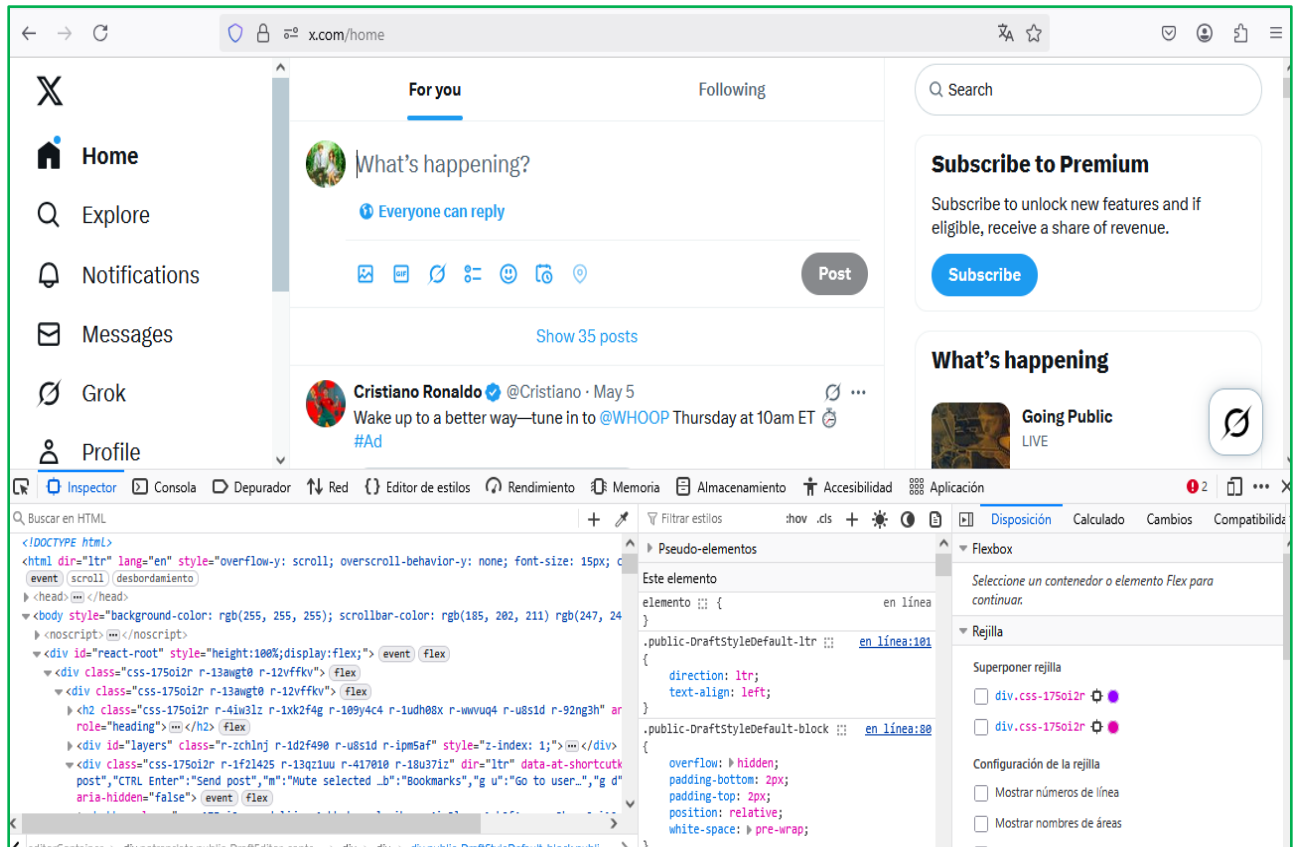 x.com/home
X
Home
Explore
Notifications
Messages
Grok
Profile
For you
Following
What's happening?
Everyone can reply
GIF
Post
Show 35 posts
Cristiano Ronaldo @Cristiano · May 5
Wake up to a better way—tune in to @WHOOP Thursday at 10am ET ⏱
#Ad
Search
Subscribe to Premium
Subscribe to unlock new features and if
eligible, receive a share of revenue.
Subscribe
What's happening
Going Public
LIVE
Inspector Consola Depurador Red {} Editor de estilos Rendimiento Memoria Almacenamiento Accesibilidad Aplicación 2
Buscar en HTML
<!DOCTYPE html>
<html dir="ltr" lang="en" style="overflow-y: scroll; overscroll-behavior-y: none; font-size: 15px; c
event scroll desbordamiento
<head> ••• </head>
<body style="background-color: rgb(255, 255, 255); scrollbar-color: rgb(185, 202, 211) rgb(247, 24
<noscript> ••• </noscript>
<div id="react-root" style="height:100%;display:flex;"> event flex
<div class="css-175oi2r r-13awgt0 r-12vffkv"> flex
<div class="css-175oi2r r-13awgt0 r-12vffkv"> flex
<h2 class="css-175oi2r r-4iw3lz r-1xk2f4g r-109y4c4 r-1udh08x r-wwvuq4 r-u8s1d r-92ng3h" ar
role="heading"> ••• </h2> flex
<div id="layers" class="r-zchlnj r-1d2f490 r-u8s1d r-ipm5af" style="z-index: 1;"> ••• </div>
<div class="css-175oi2r r-1f2l425 r-13qz1uu r-417010 r-18u37iz" dir="ltr" data-at-shortcutk
post","CTRL Enter":"Send post","m":"Mute selected …b":"Bookmarks","g u":"Go to user…","g d"
aria-hidden="false"> event flex
Filtrar estilos :hov .cls
Pseudo-elementos
Este elemento
elemento { en línea
}
.public-DraftStyleDefault-ltr en línea:101
{
direction: ltr;
text-align: left;
}
.public-DraftStyleDefault-block en línea:80
{
overflow: hidden;
padding-bottom: 2px;
padding-top: 2px;
position: relative;
white-space: pre-wrap;
}
Disposición Calculado Cambios Compatibilida
Flexbox
Seleccione un contenedor o elemento Flex para
continuar.
Rejilla
Superponer rejilla
div.css-175oi2r
div.css-175oi2r
Configuración de la rejilla
Mostrar números de línea
Mostrar nombres de áreas